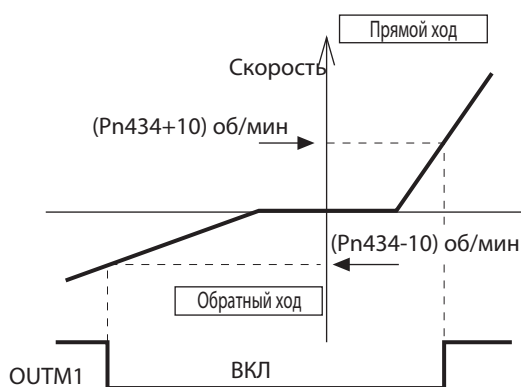 Прямой ход
Скорость
(Pn434+10) об/мин
(Pn434-10) об/мин
Обратный ход
OUTM1
ВКЛ